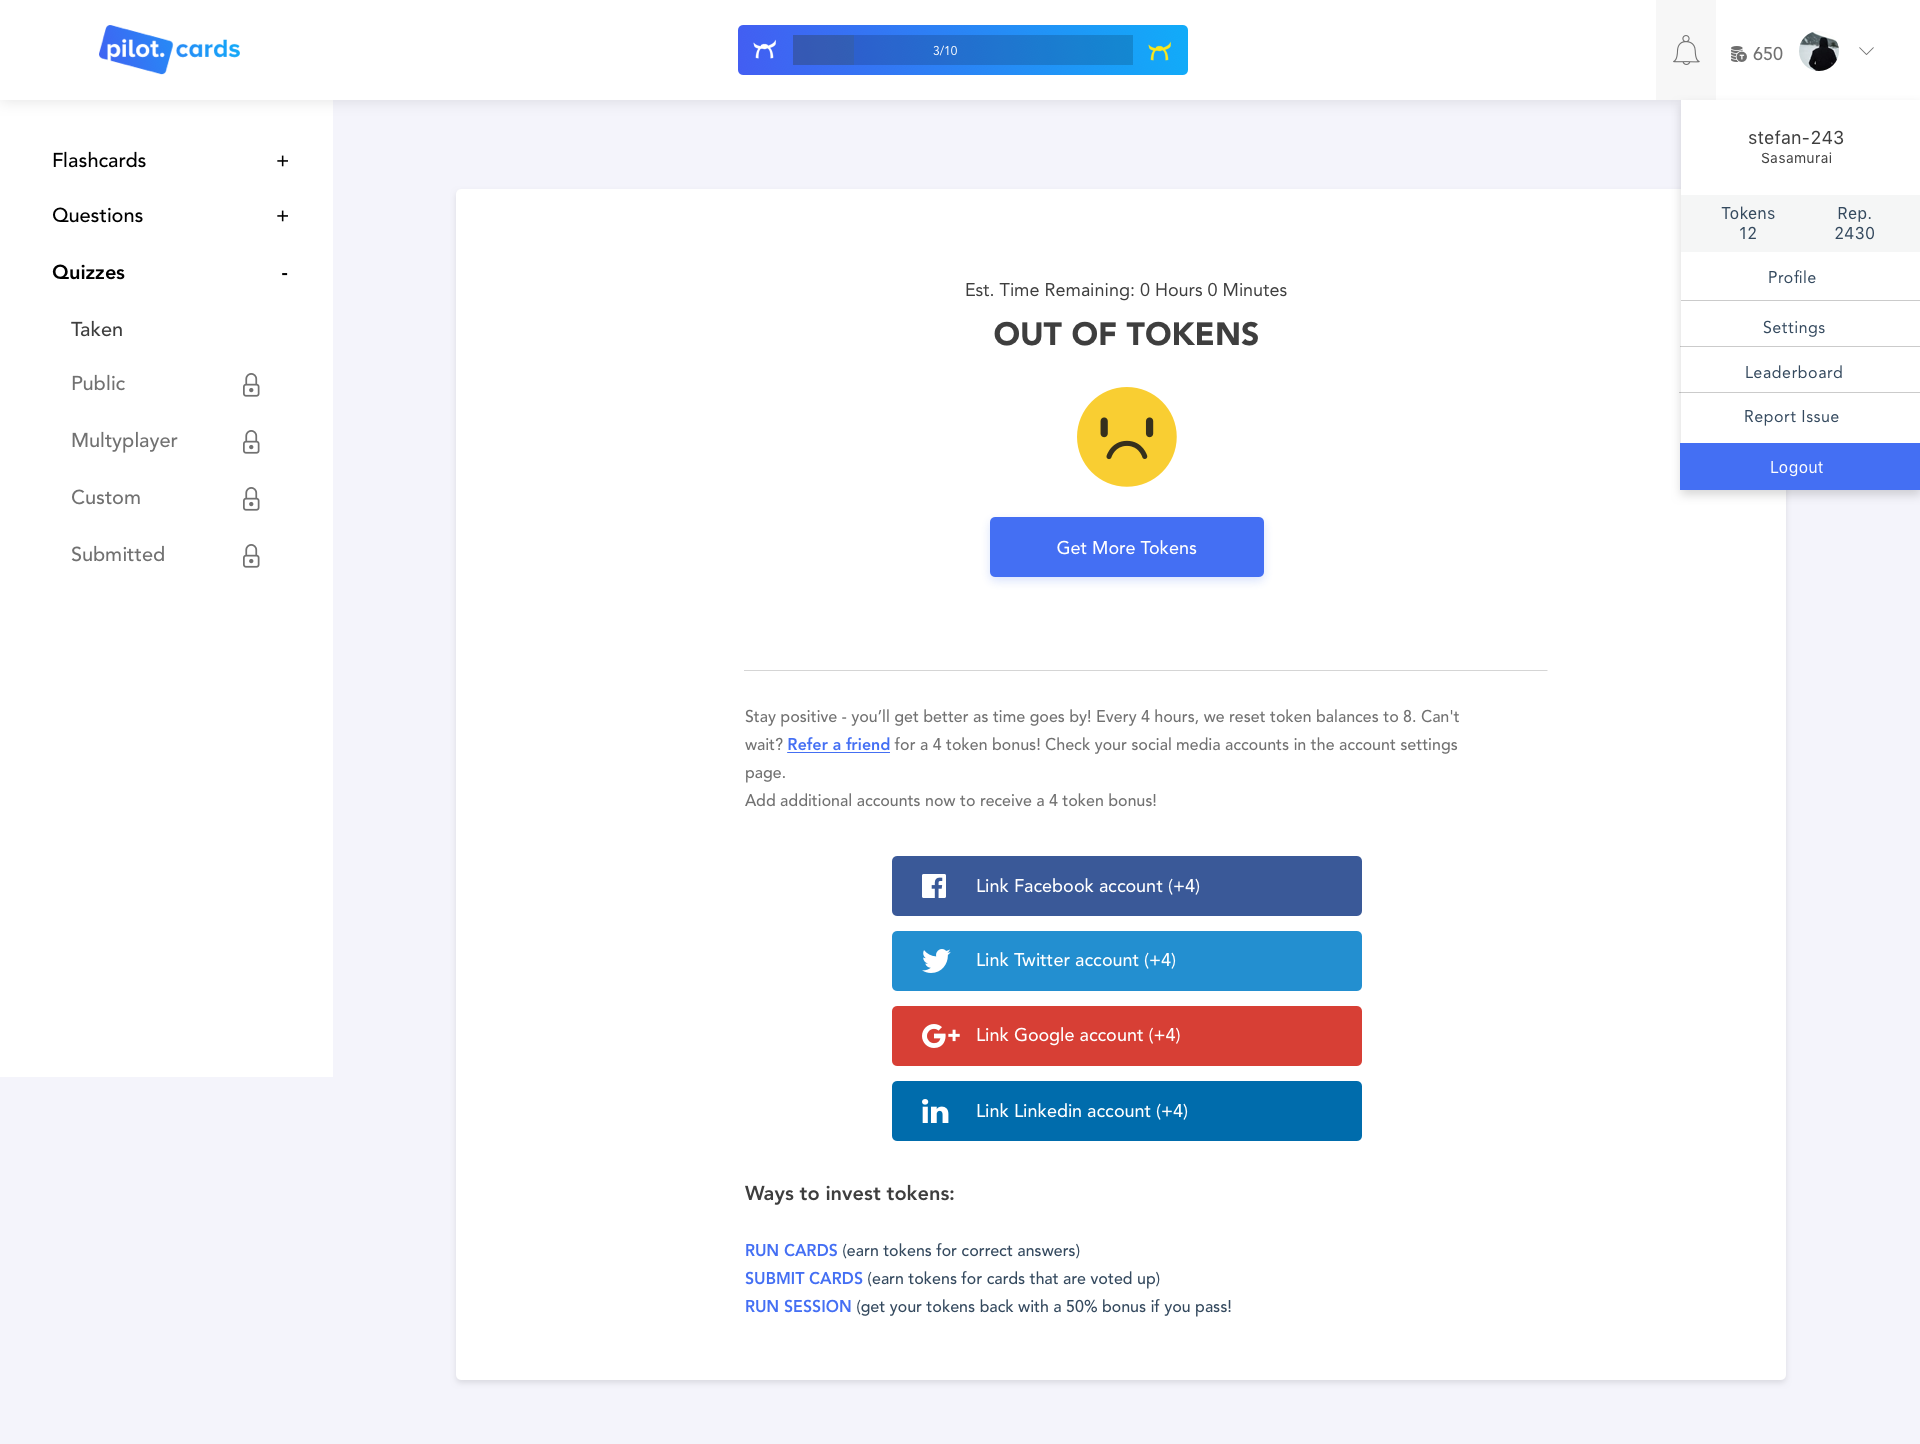 pilot.cards
3/10
650
stefan-243
Sasamurai
Tokens
12
Rep.
2430
Profile
Settings
Leaderboard
Report Issue
Logout
Flashcards +
Questions +
Quizzes -
Taken
Public
Multyplayer
Custom
Submitted
Est. Time Remaining: 0 Hours 0 Minutes
OUT OF TOKENS
Get More Tokens
Stay positive - you’ll get better as time goes by! Every 4 hours, we reset token balances to 8. Can't
wait? Refer a friend for a 4 token bonus! Check your social media accounts in the account settings
page.
Add additional accounts now to receive a 4 token bonus!
Link Facebook account (+4)
Link Twitter account (+4)
G+ Link Google account (+4)
in Link Linkedin account (+4)
Ways to invest tokens:
RUN CARDS (earn tokens for correct answers)
SUBMIT CARDS (earn tokens for cards that are voted up)
RUN SESSION (get your tokens back with a 50% bonus if you pass!